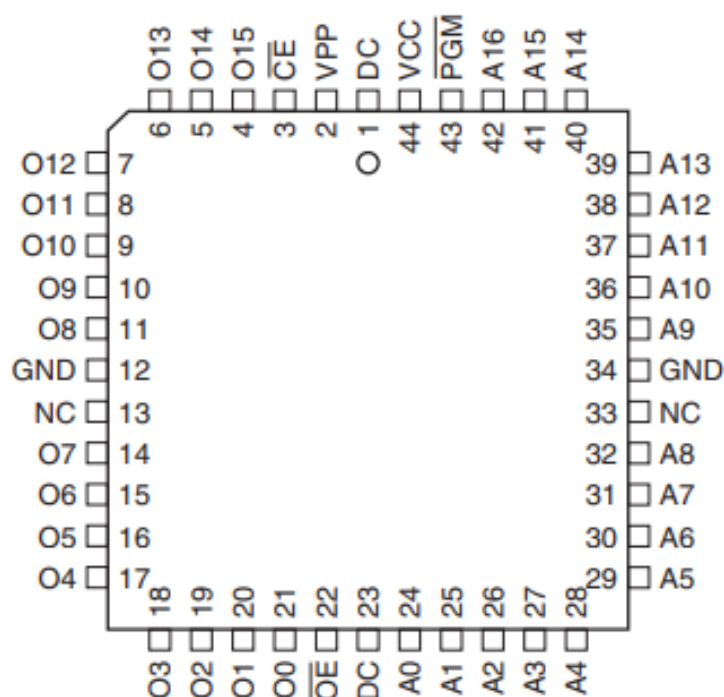 O13 O14 O15 CE VPP DC VCC PGM A16 A15 A14
6 5 4 3 2 1 44 43 42 41 40
O12 7 39 A13
O11 8 38 A12
O10 9 37 A11
O9 10 36 A10
O8 11 35 A9
GND 12 34 GND
NC 13 33 NC
O7 14 32 A8
O6 15 31 A7
O5 16 30 A6
O4 17 29 A5
18 19 20 21 22 23 24 25 26 27 28
O3 O2 O1 O0 OE DC A0 A1 A2 A3 A4